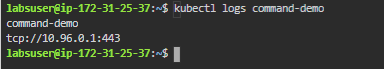 labsuser@ip-172-31-25-37:~$ kubectl logs command-demo
command-demo
tcp://10.96.0.1:443
labsuser@ip-172-31-25-37:~$